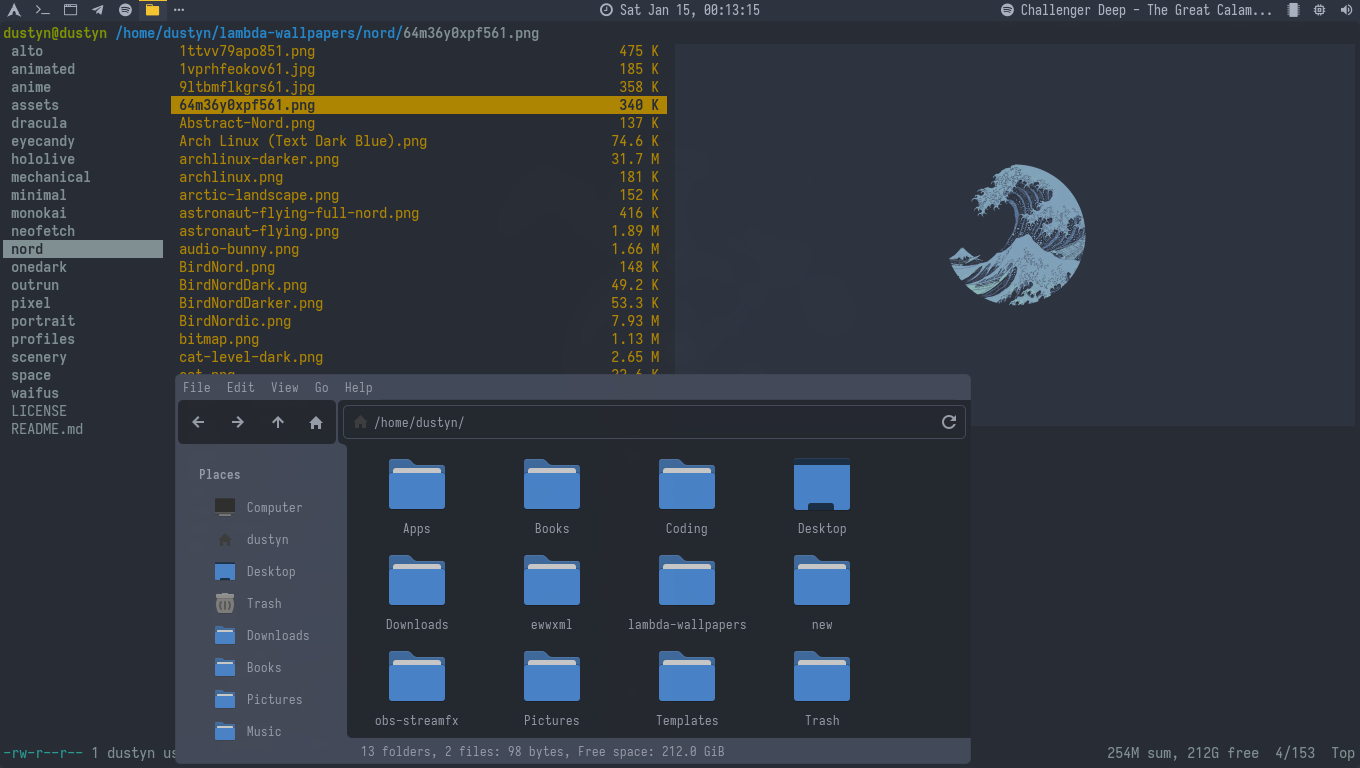 Sat Jan 15, 00:13:15
Challenger Deep - The Great Calam...
dustyn@dustyn /home/dustyn/lambda-wallpapers/nord/64m36y0xpf561.png
alto
animated
anime
assets
dracula
eyecandy
hololive
mechanical
minimal
monokai
neofetch
nord
onedark
outrun
pixel
portrait
profiles
scenery
space
waifus
LICENSE
README.md
1ttvv79apo851.png 475 K
1vprhfeokov61.jpg 185 K
9ltbmflkgrs61.jpg 358 K
64m36y0xpf561.png 340 K
Abstract-Nord.png 137 K
Arch Linux (Text Dark Blue).png 74.6 K
archlinux-darker.png 31.7 M
archlinux.png 181 K
arctic-landscape.png 152 K
astronaut-flying-full-nord.png 416 K
astronaut-flying.png 1.89 M
audio-bunny.png 1.66 M
BirdNord.png 148 K
BirdNordDark.png 49.2 K
BirdNordDarker.png 53.3 K
BirdNordic.png 7.93 M
bitmap.png 1.13 M
cat-level-dark.png 2.65 M
File Edit View Go Help
/home/dustyn/
Places
Computer
dustyn
Desktop
Trash
Downloads
Books
Pictures
Music
Apps Books Coding Desktop
Downloads ewwxml lambda-wallpapers new
obs-streamfx Pictures Templates Trash
13 folders, 2 files: 98 bytes, Free space: 212.0 GiB
-rw-r--r-- 1 dustyn us
254M sum, 212G free 4/153 Top